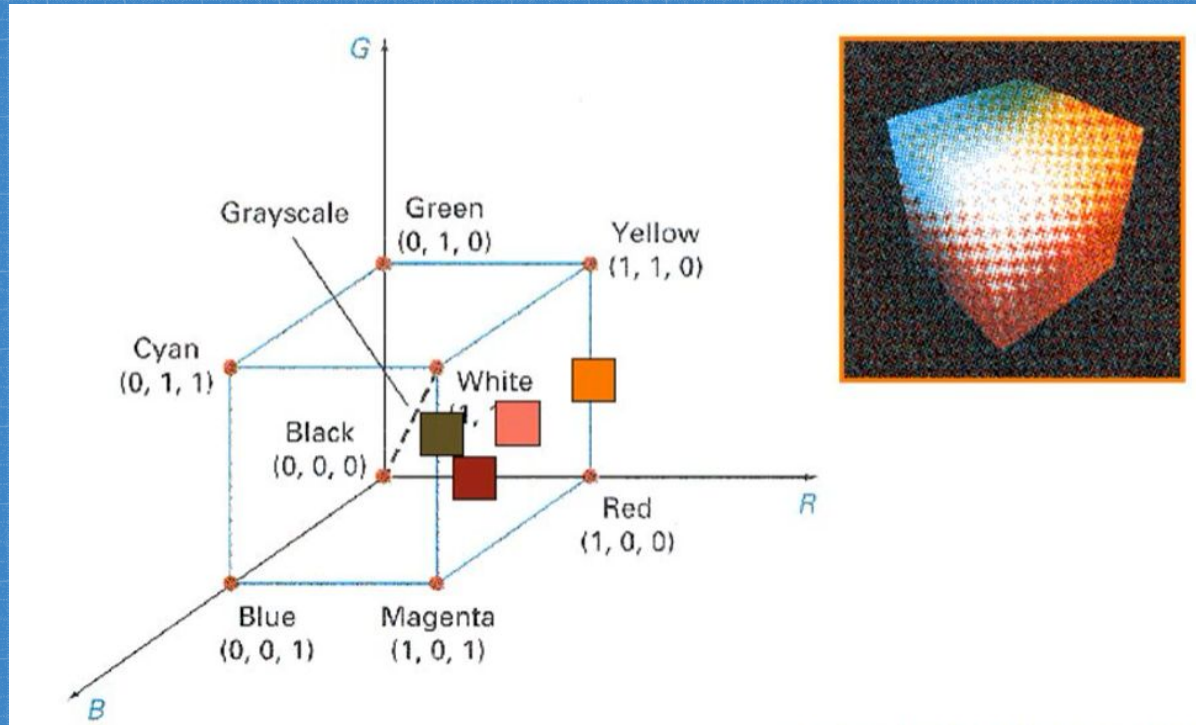 G
Grayscale
Green
(0, 1, 0)
Yellow
(1, 1, 0)
Cyan
(0, 1, 1)
White
Black
(0, 0, 0)
Red
(1, 0, 0)
R
Blue
(0, 0, 1)
Magenta
(1, 0, 1)
B